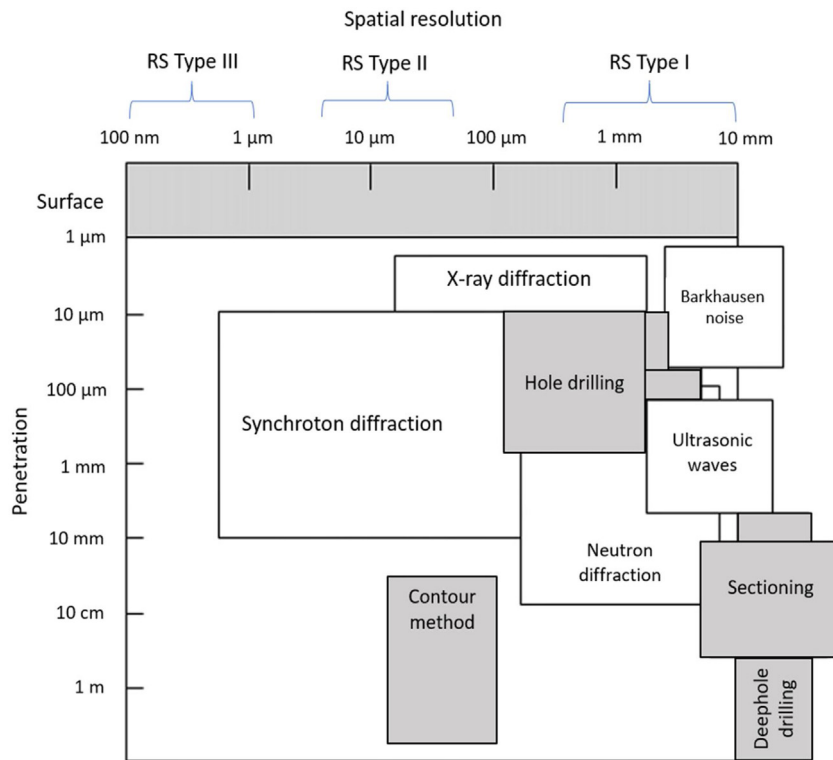 Spatial resolution
RS Type III
RS Type II
RS Type I
100 nm
1 µm
10 µm
100 µm
1 mm
10 mm
Surface
1 µm
10 µm
100 µm
1 mm
10 mm
10 cm
1 m
Penetration
X-ray diffraction
Barkhausen
noise
Hole drilling
Synchroton diffraction
Ultrasonic
waves
Neutron
diffraction
Sectioning
Contour
method
Deephole
drilling